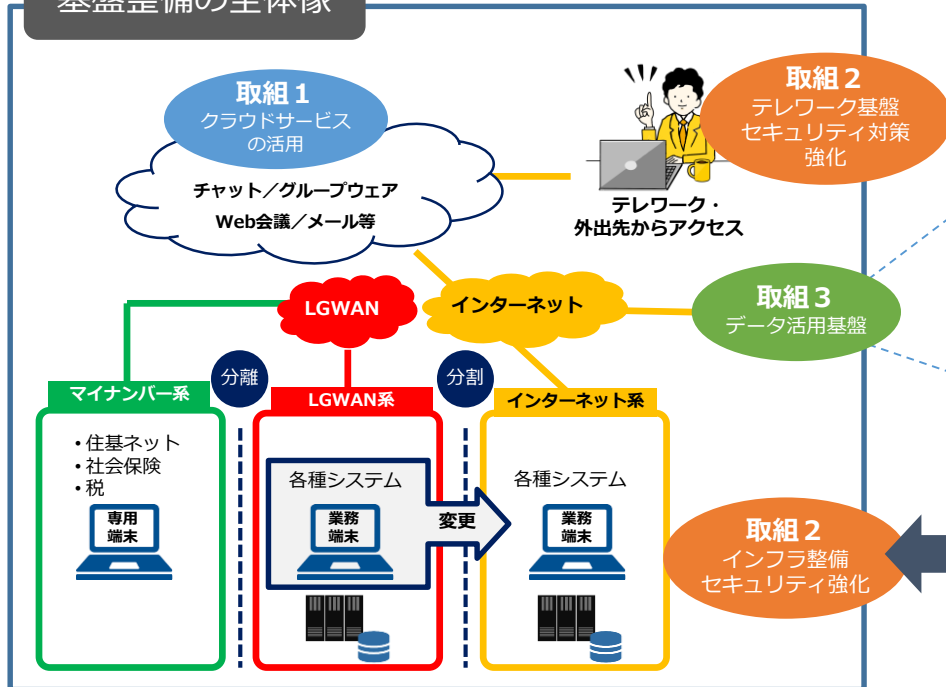 基盤整備の全体像
取組１
クラウドサービス
の活用
チャット／グループウェア
Web会議／メール等
テレワーク・
外出先からアクセス
取組２
テレワーク基盤
セキュリティ対策
強化
LGWAN
インターネット
取組３
データ活用基盤
マイナンバー系
分離
LGWAN系
分割
インターネット系
・住基ネット
・社会保険
・税
専用
端末
各種システム
業務
端末
変更
各種システム
業務
端末
取組２
インフラ整備
セキュリティ強化